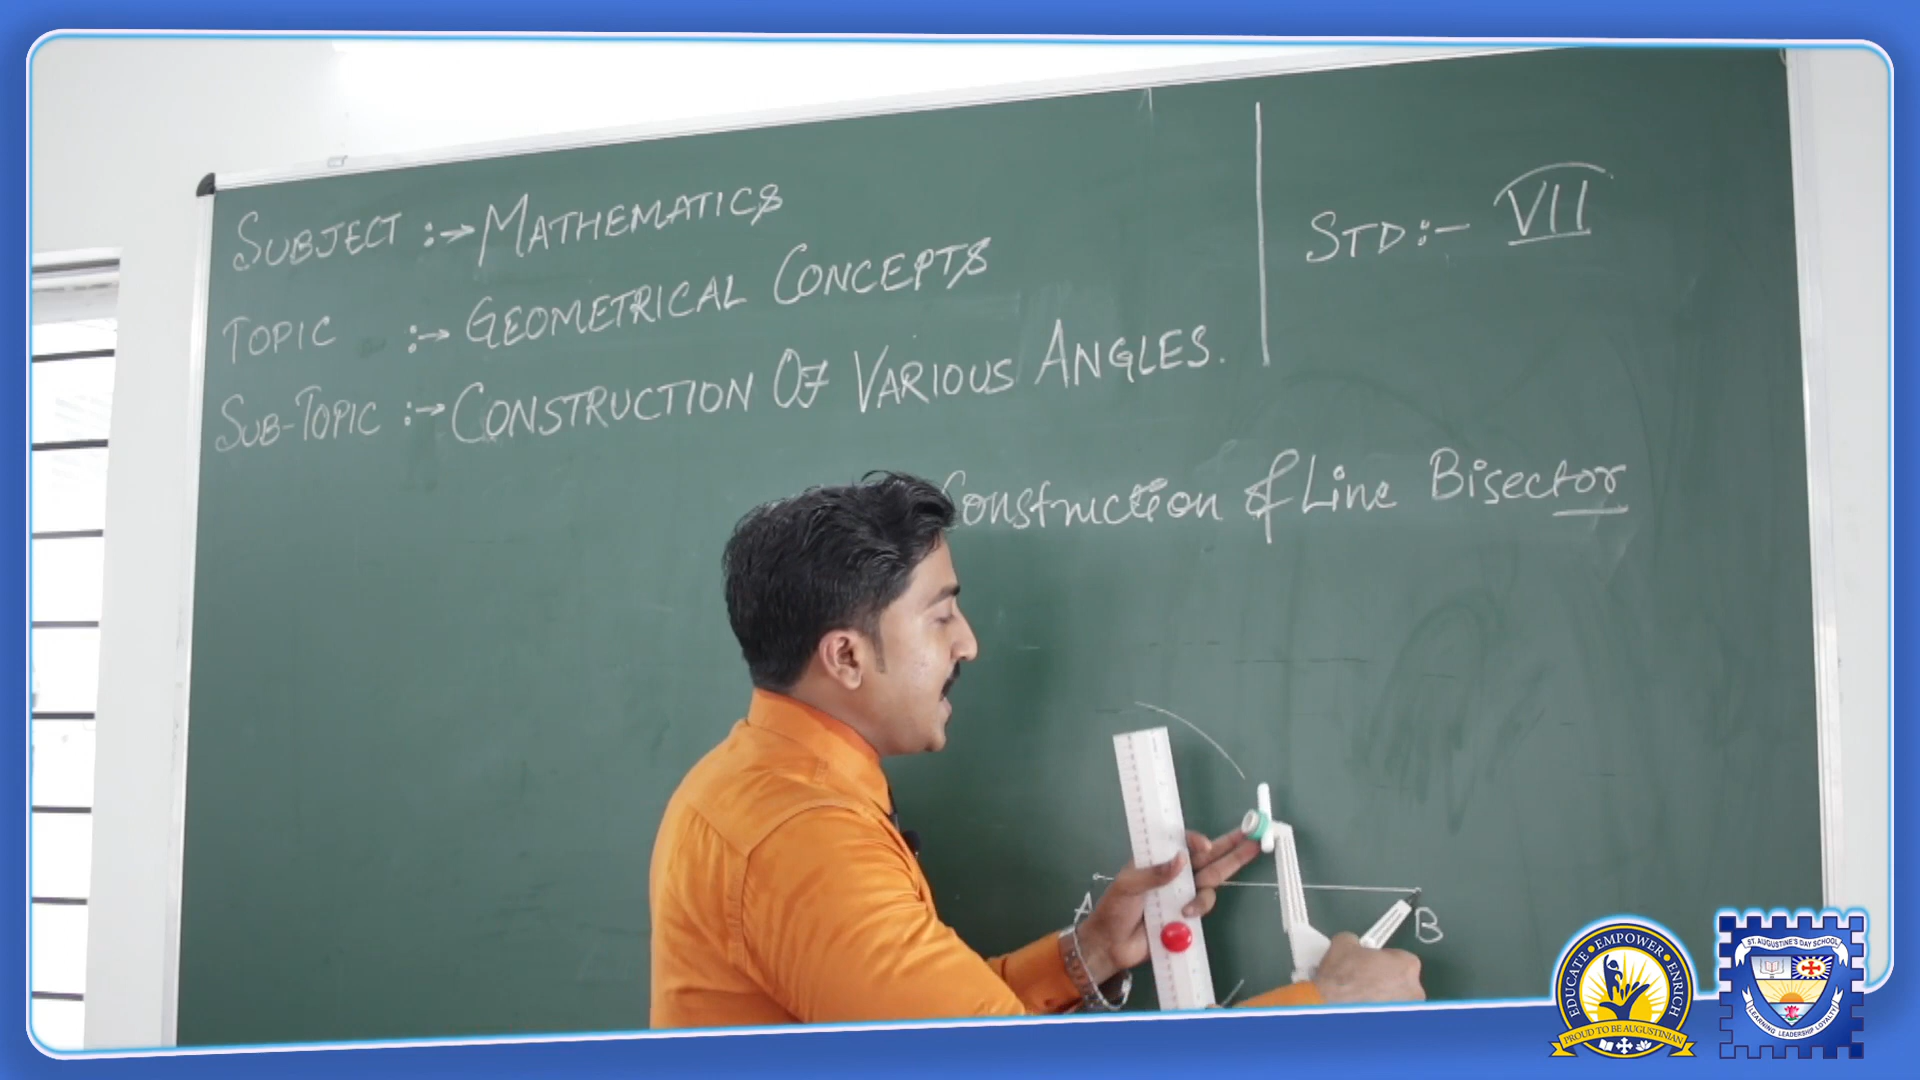 SUBJECT :→ MATHEMATICS
TOPIC :→ GEOMETRICAL CONCEPTS
SUB-TOPIC :→ CONSTRUCTION OF VARIOUS ANGLES.
STD :- VII
Construction of Line Bisector
A
B
EDUCATE • EMPOWER • ENRICH
PROUD TO BE AUGUSTINIAN
ST. AUGUSTINE'S DAY SCHOOL
LEARNING LEADERSHIP LOYALTY